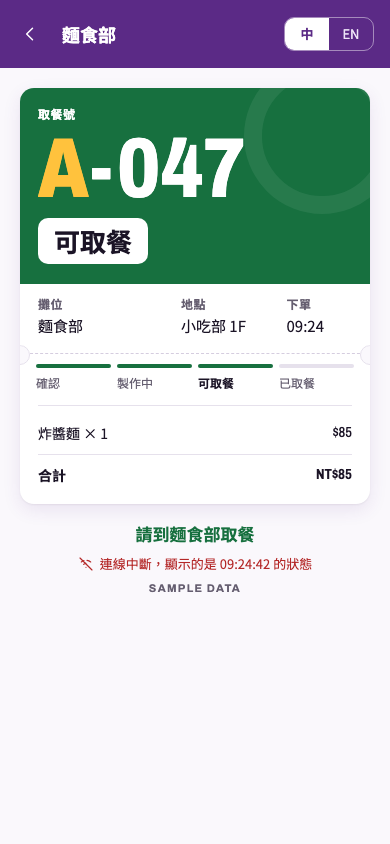 麵食部
中
EN
取餐號
A-047
可取餐
攤位 地點 下單
麵食部 小吃部 1F 09:24
確認 製作中 可取餐 已取餐
炸醬麵 × 1 $85
合計 NT$85
請到麵食部取餐
連線中斷，顯示的是 09:24:42 的狀態
SAMPLE DATA